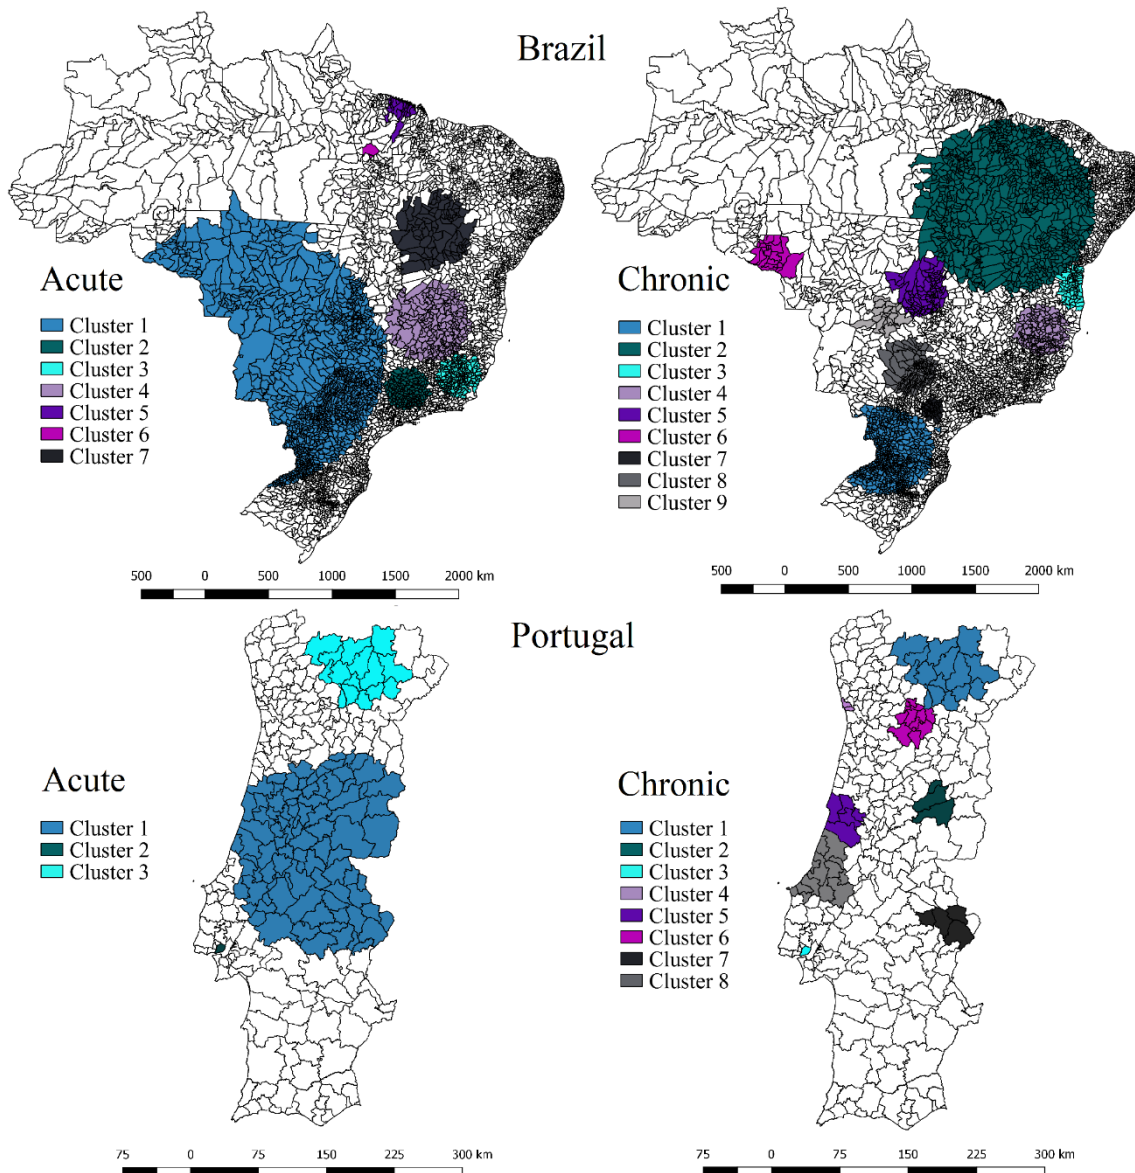 Brazil
Acute
Cluster 1
Cluster 2
Cluster 3
Cluster 4
Cluster 5
Cluster 6
Cluster 7
500 0 500 1000 1500 2000 km
Chronic
Cluster 1
Cluster 2
Cluster 3
Cluster 4
Cluster 5
Cluster 6
Cluster 7
Cluster 8
Cluster 9
500 0 500 1000 1500 2000 km
Portugal
Acute
Cluster 1
Cluster 2
Cluster 3
75 0 75 150 225 300 km
Chronic
Cluster 1
Cluster 2
Cluster 3
Cluster 4
Cluster 5
Cluster 6
Cluster 7
Cluster 8
75 0 75 150 225 300 km